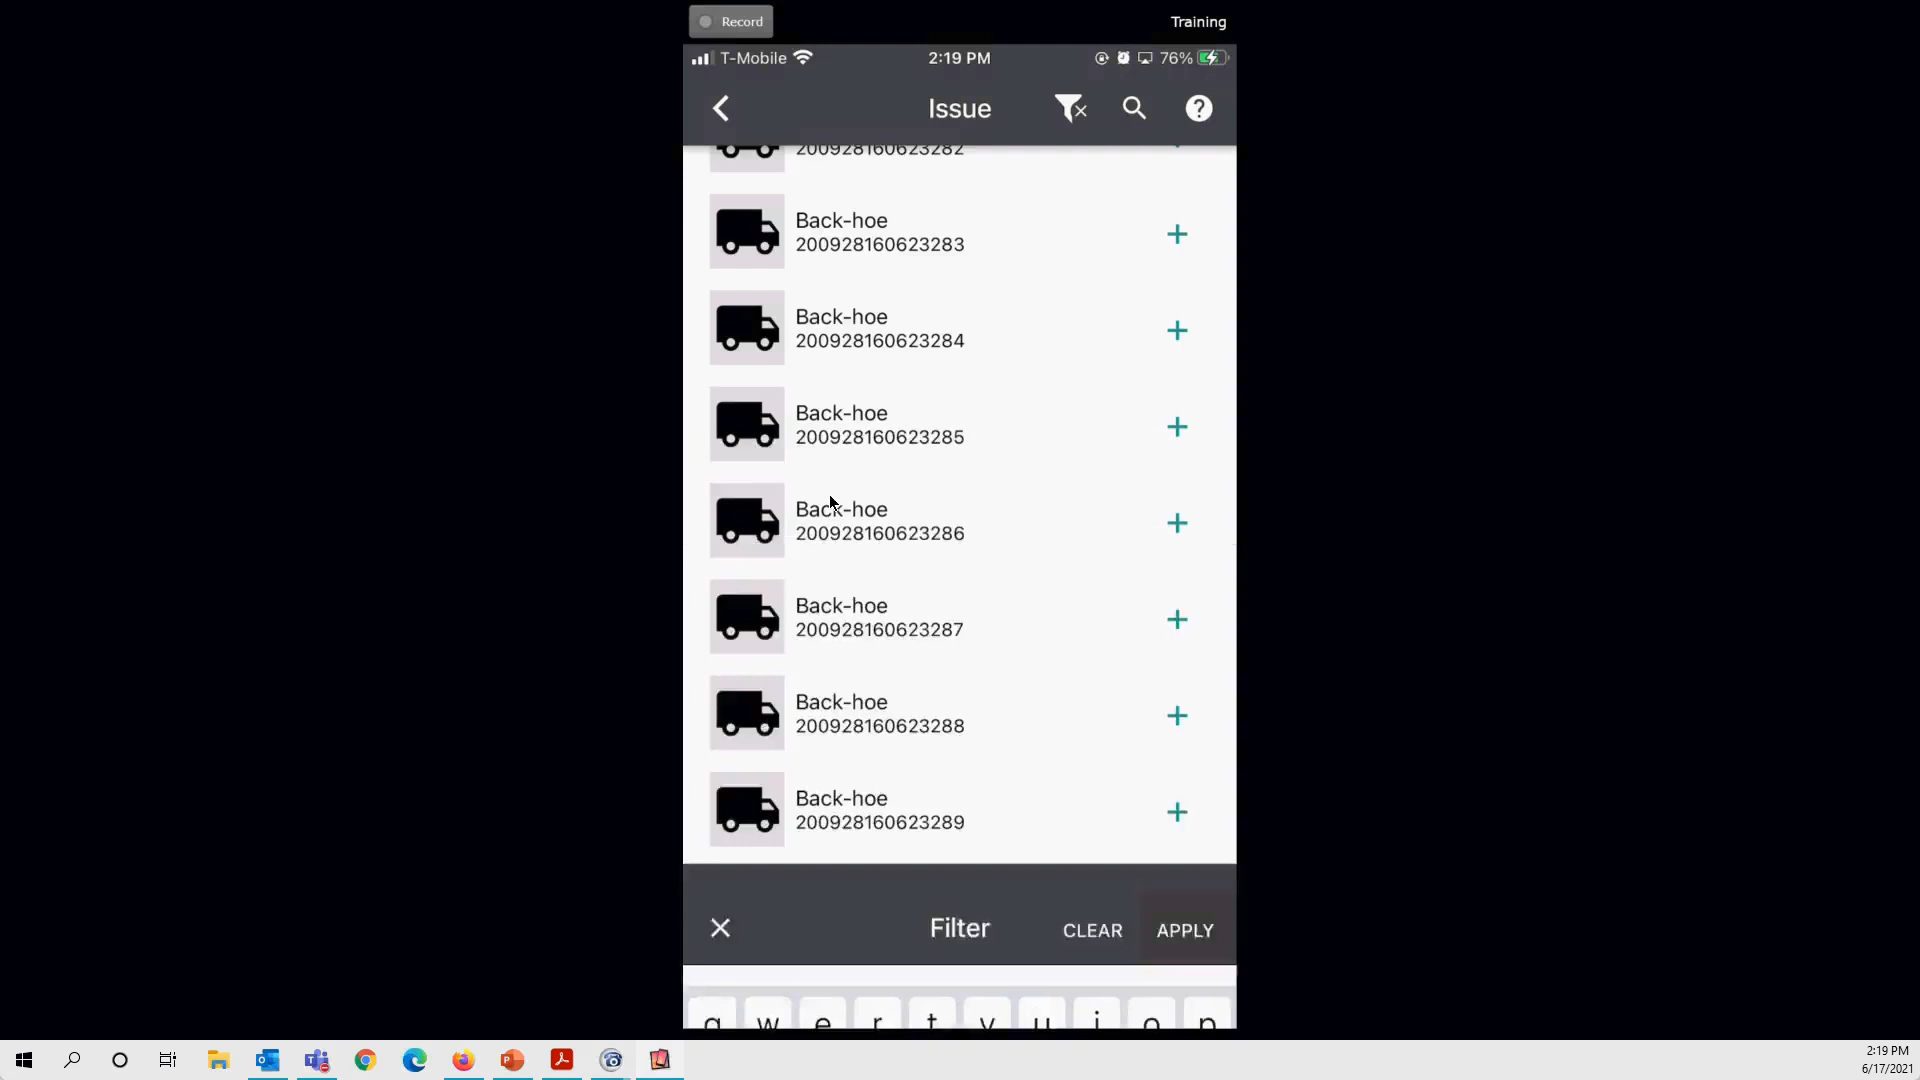 Record
Training
T-Mobile
2:19 PM
76%
Issue
200928160623282
Back-hoe
200928160623283
Back-hoe
200928160623284
Back-hoe
200928160623285
Back-hoe
200928160623286
Back-hoe
200928160623287
Back-hoe
200928160623288
Back-hoe
200928160623289
Filter
CLEAR
APPLY
q w e r t y u i o p
2:19 PM
6/17/2021